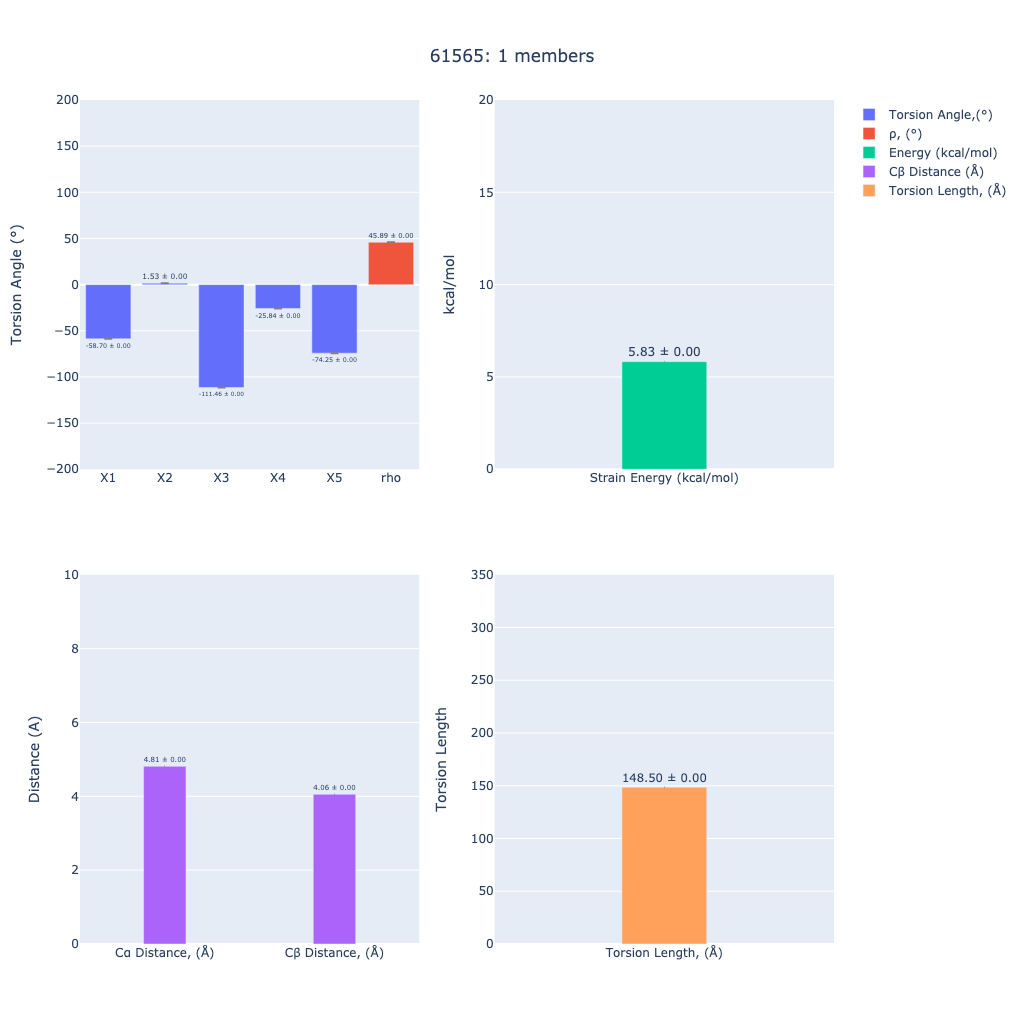 61565: 1 members
200
150
100
50
0
−50
−100
−150
−200
Torsion Angle (°)
-58.70 ± 0.00
1.53 ± 0.00
-111.46 ± 0.00
-25.84 ± 0.00
-74.25 ± 0.00
45.89 ± 0.00
X1 X2 X3 X4 X5 rho
20
15
10
5
0
kcal/mol
5.83 ± 0.00
Strain Energy (kcal/mol)
Torsion Angle,(°)
ρ, (°)
Energy (kcal/mol)
Cβ Distance (Å)
Torsion Length, (Å)
10
8
6
4
2
0
Distance (A)
4.81 ± 0.00
4.06 ± 0.00
Cα Distance, (Å) Cβ Distance, (Å)
350
300
250
200
150
100
50
0
Torsion Length
148.50 ± 0.00
Torsion Length, (Å)